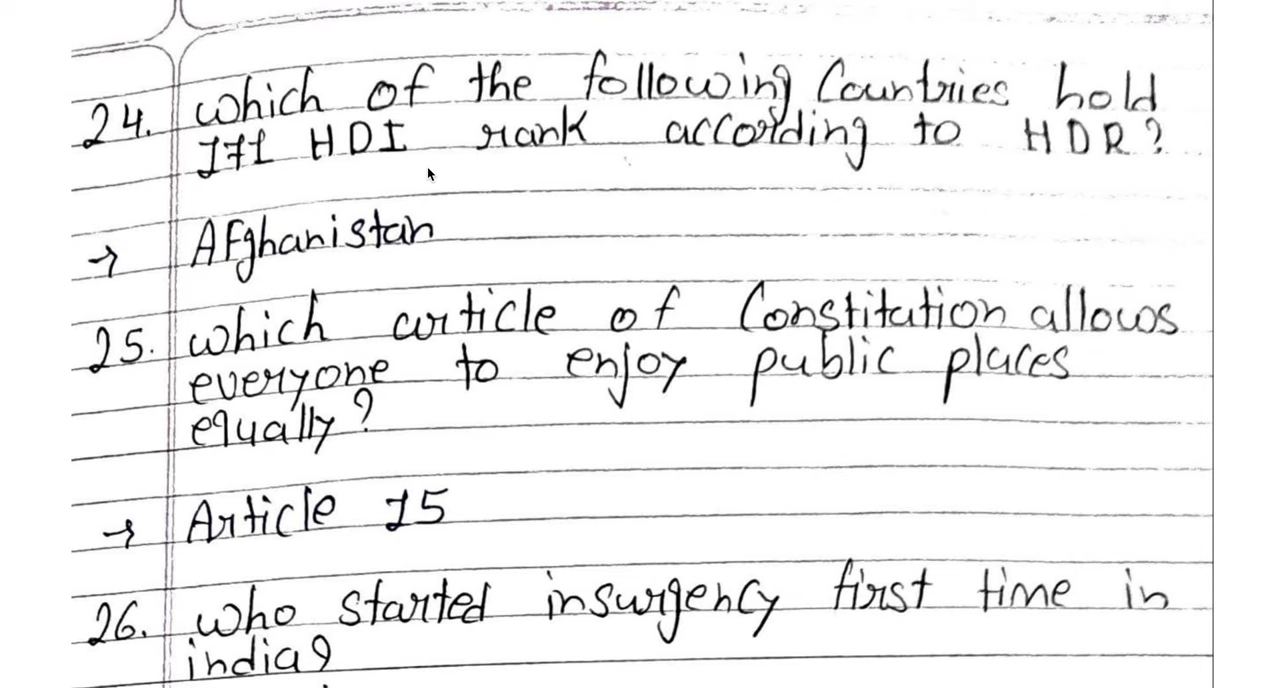 24. which of the following Countries hold
171 HDI rank according to HDR?
→ Afghanistan
25. which article of Constitution allows
everyone to enjoy public places
equally?
→ Article 15
26. who started insurgency first time in
india?